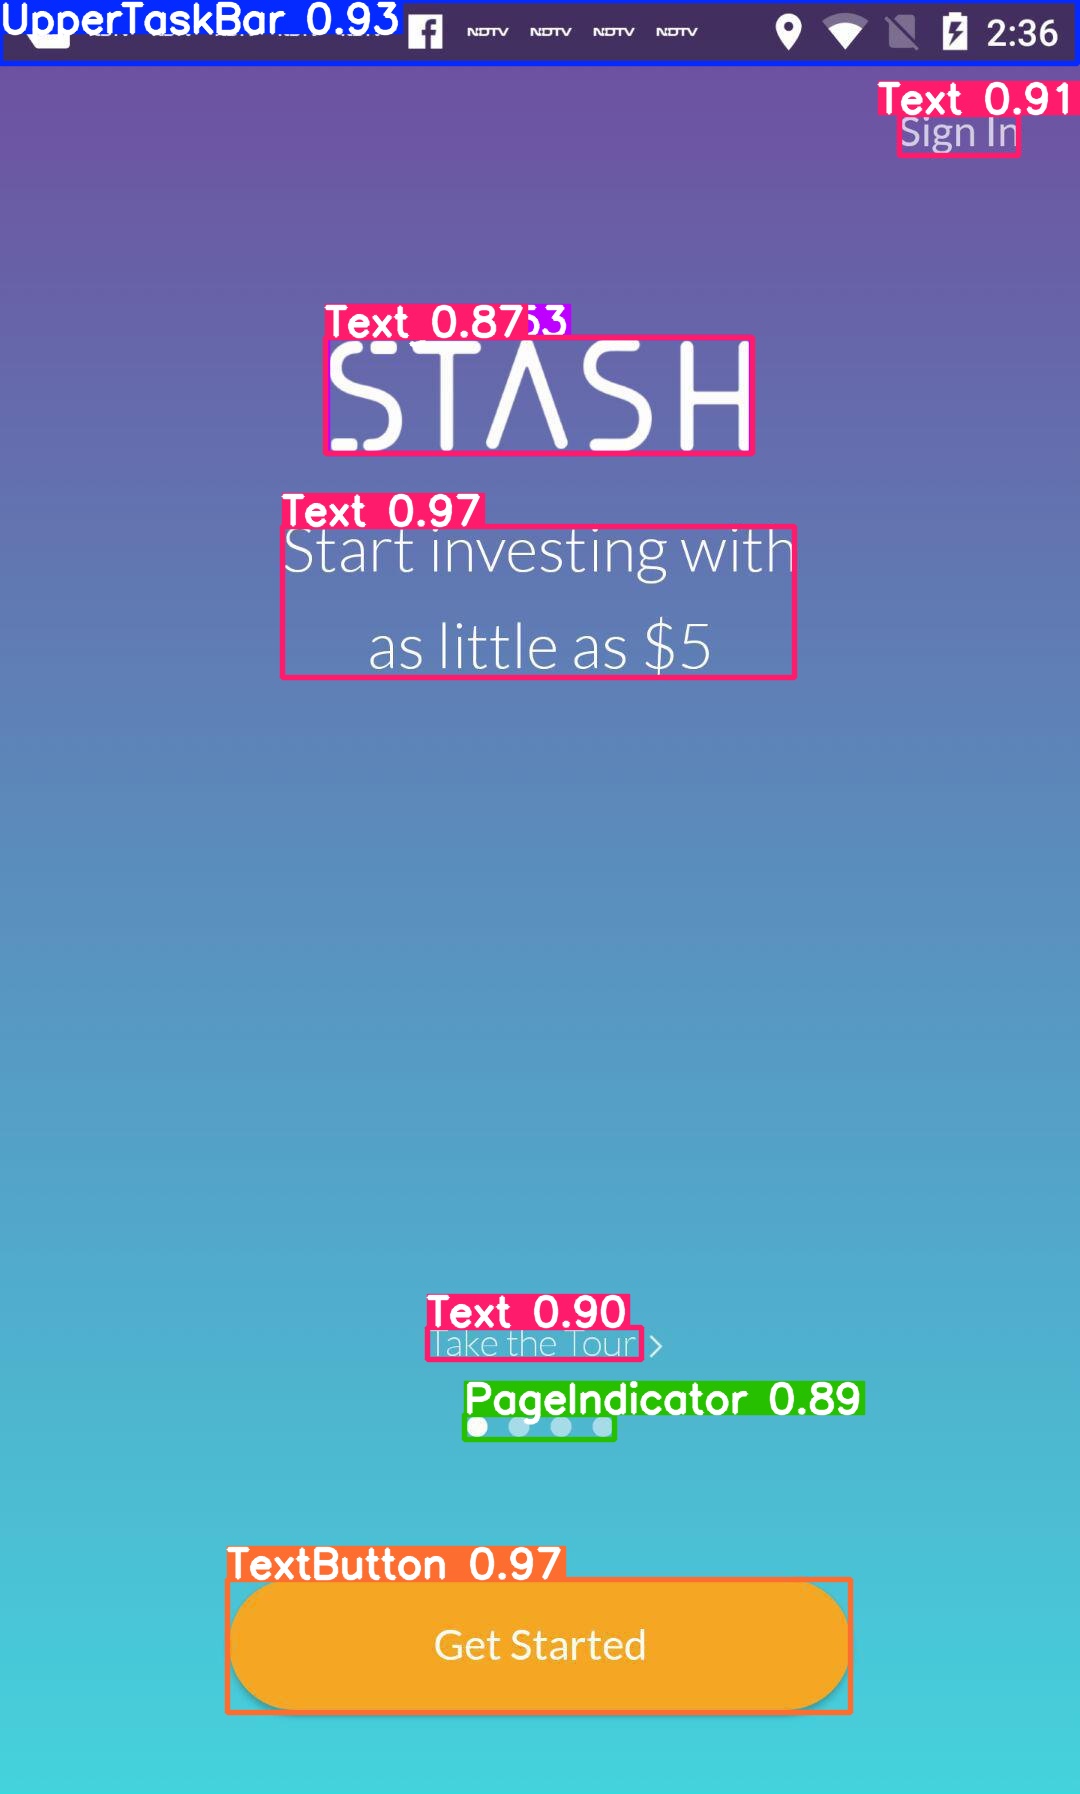 UpperTaskBar 0.93
NDTV NDTV NDTV NDTV 2:36
Text 0.91
Sign In
Text 0.87
STASH
Text 0.97
Start investing with
as little as $5
Text 0.90
Take the Tour
PageIndicator 0.89
TextButton 0.97
Get Started